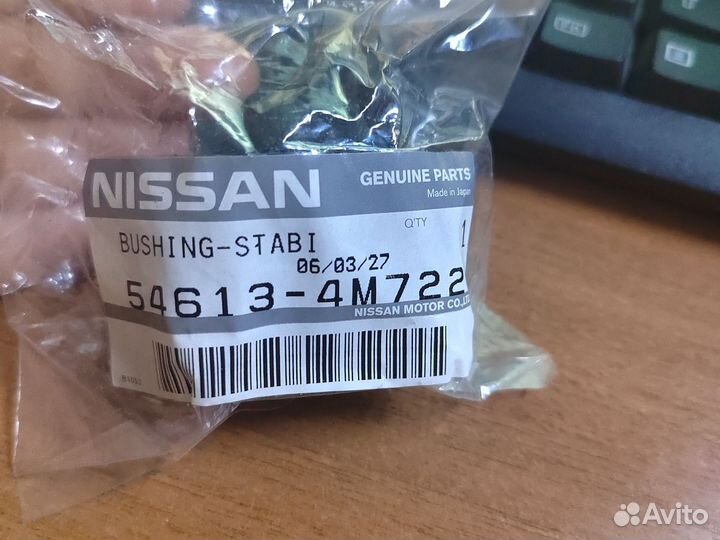 NISSAN
GENUINE PARTS
Made in Japan
BUSHING-STABI
Q'TY 1
06/03/27
54613-4M722
NISSAN MOTOR CO.,LTD
Avito